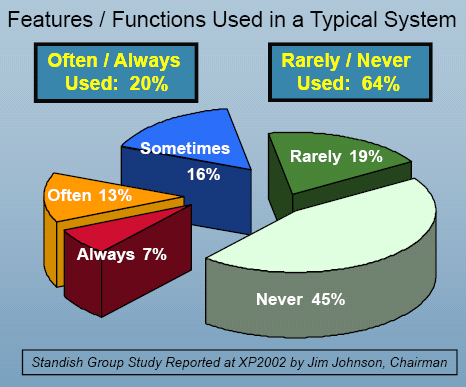 Features / Functions Used in a Typical System
Often / Always
Used: 20%
Rarely / Never
Used: 64%
Sometimes
16%
Rarely 19%
Often 13%
Always 7%
Never 45%
Standish Group Study Reported at XP2002 by Jim Johnson, Chairman